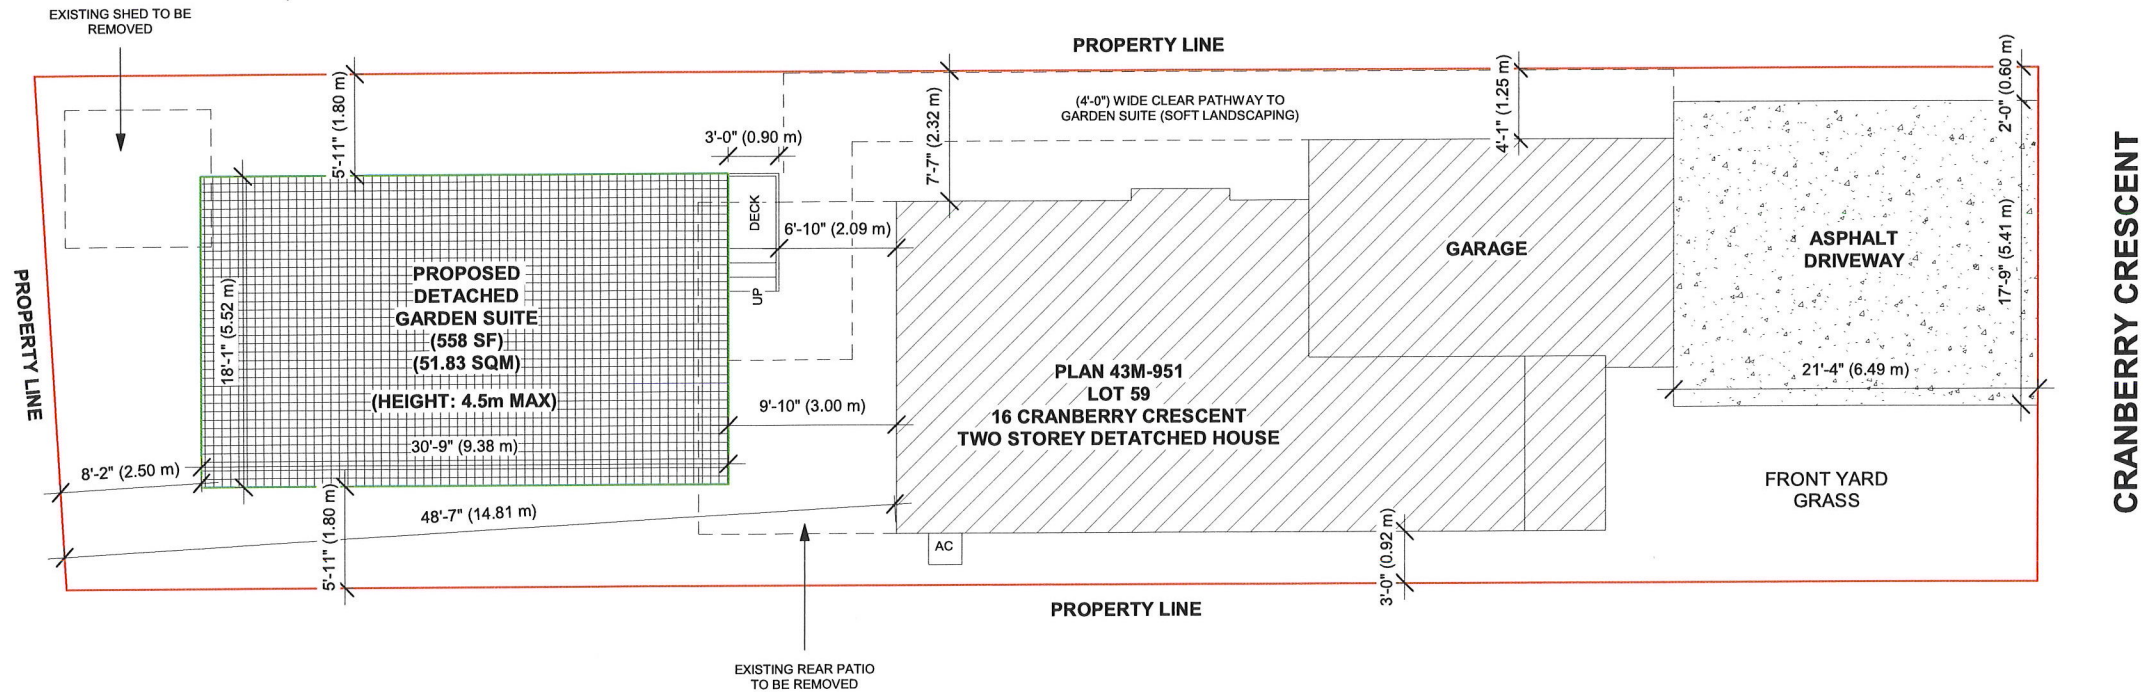 EXISTING SHED TO BE
REMOVED
PROPERTY LINE
2'-0" (0.60 m)
5'-11" (1.80 m)
4'-1" (1.25 m)
7'-7" (2.32 m)
(4'-0") WIDE CLEAR PATHWAY TO
GARDEN SUITE (SOFT LANDSCAPING)
3'-0" (0.90 m)
DECK
6'-10" (2.09 m)
UP
GARAGE
ASPHALT
DRIVEWAY
17'-9" (5.41 m)
CRANBERRY CRESCENT
PROPERTY LINE
18'-1" (5.52 m)
PROPOSED
DETACHED
GARDEN SUITE
(558 SF)
(51.83 SQM)
(HEIGHT: 4.5m MAX)
30'-9" (9.38 m)
9'-10" (3.00 m)
PLAN 43M-951
LOT 59
16 CRANBERRY CRESCENT
TWO STOREY DETATCHED HOUSE
21'-4" (6.49 m)
8'-2" (2.50 m)
48'-7" (14.81 m)
5'-11" (1.80 m)
AC
3'-0" (0.92 m)
FRONT YARD
GRASS
PROPERTY LINE
EXISTING REAR PATIO
TO BE REMOVED